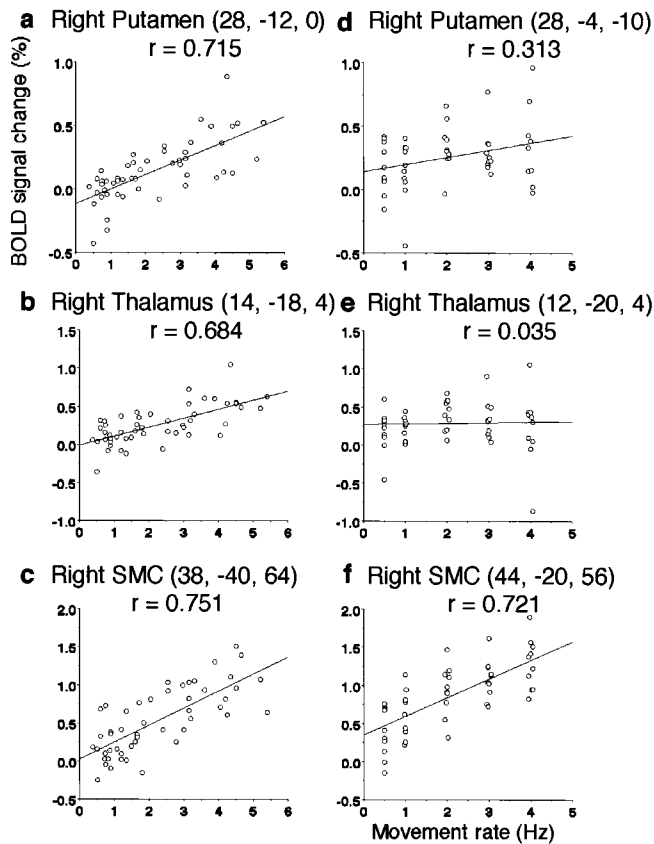 a Right Putamen (28, -12, 0)
r = 0.715
d Right Putamen (28, -4, -10)
r = 0.313
BOLD signal change (%)
1.0
0.5
0.0
-0.5
0 1 2 3 4 5 6
1.0
0.5
0.0
-0.5
0 1 2 3 4 5
b Right Thalamus (14, -18, 4)
r = 0.684
e Right Thalamus (12, -20, 4)
r = 0.035
1.5
1.0
0.5
0.0
-0.5
-1.0
0 1 2 3 4 5 6
1.5
1.0
0.5
0.0
-0.5
-1.0
0 1 2 3 4 5
c Right SMC (38, -40, 64)
r = 0.751
f Right SMC (44, -20, 56)
r = 0.721
2.0
1.5
1.0
0.5
0.0
-0.5
0 1 2 3 4 5 6
2.0
1.5
1.0
0.5
0.0
-0.5
0 1 2 3 4 5
Movement rate (Hz)